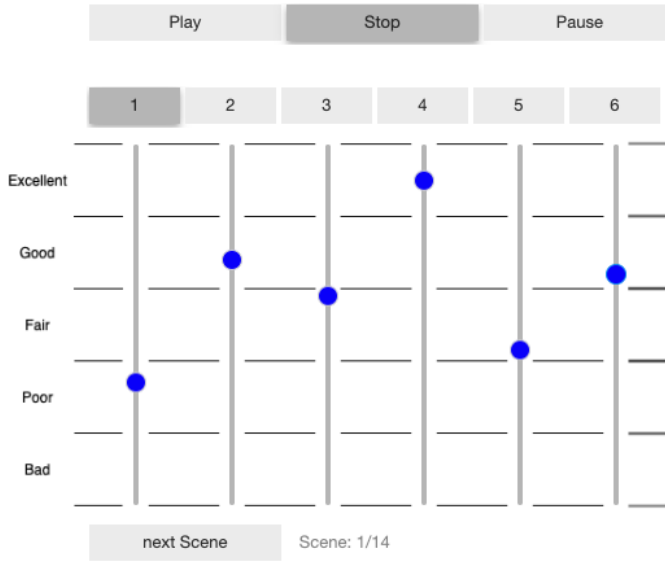 Play Stop Pause
1 2 3 4 5 6
Excellent
Good
Fair
Poor
Bad
next Scene Scene: 1/14